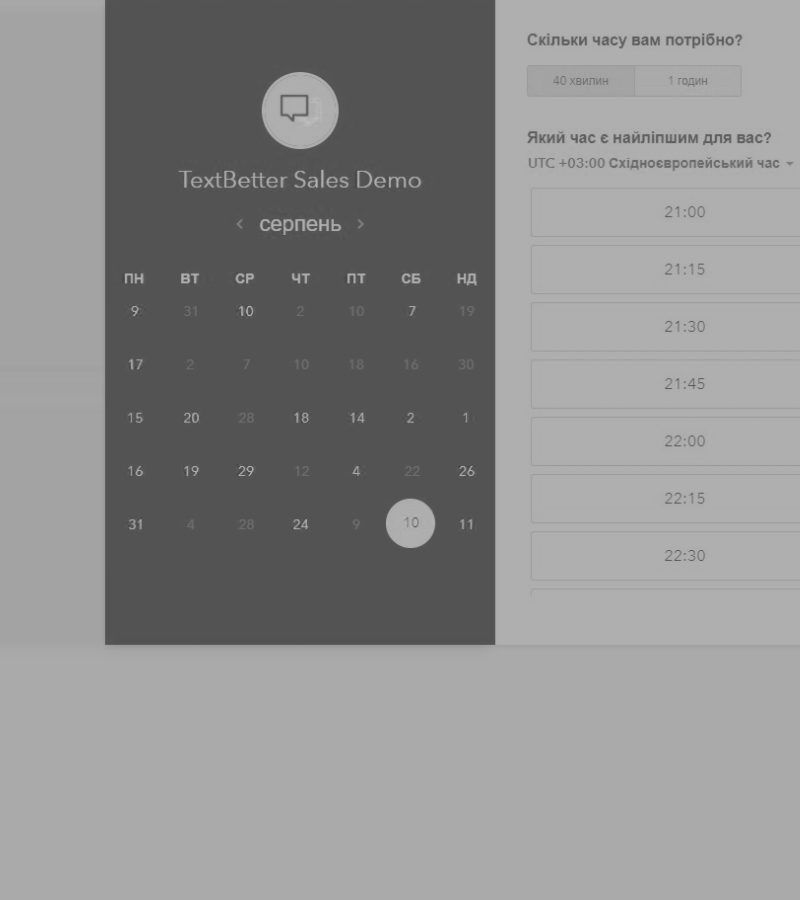 TextBetter Sales Demo
‹ серпень ›
ПН ВТ СР ЧТ ПТ СБ НД
9 31 10 2 10 7 19
17 2 7 10 18 16 30
15 20 28 18 14 2 1
16 19 29 12 4 22 26
31 4 28 24 9 10 11
Скільки часу вам потрібно?
40 хвилин 1 годин
Який час є найліпшим для вас?
UTC +03:00 Східноєвропейський час
21:00
21:15
21:30
21:45
22:00
22:15
22:30